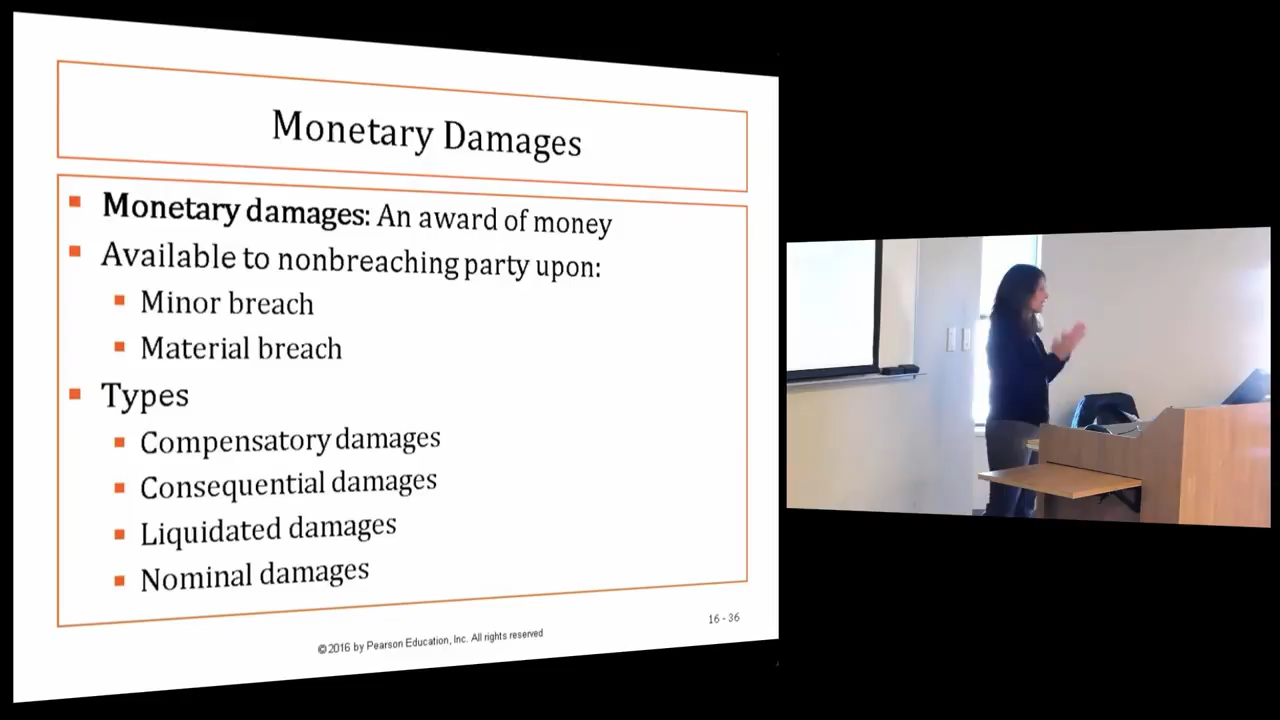 Monetary Damages
Monetary damages: An award of money
Available to nonbreaching party upon:
Minor breach
Material breach
Types
Compensatory damages
Consequential damages
Liquidated damages
Nominal damages
16 - 36
©2016 by Pearson Education, Inc. All rights reserved